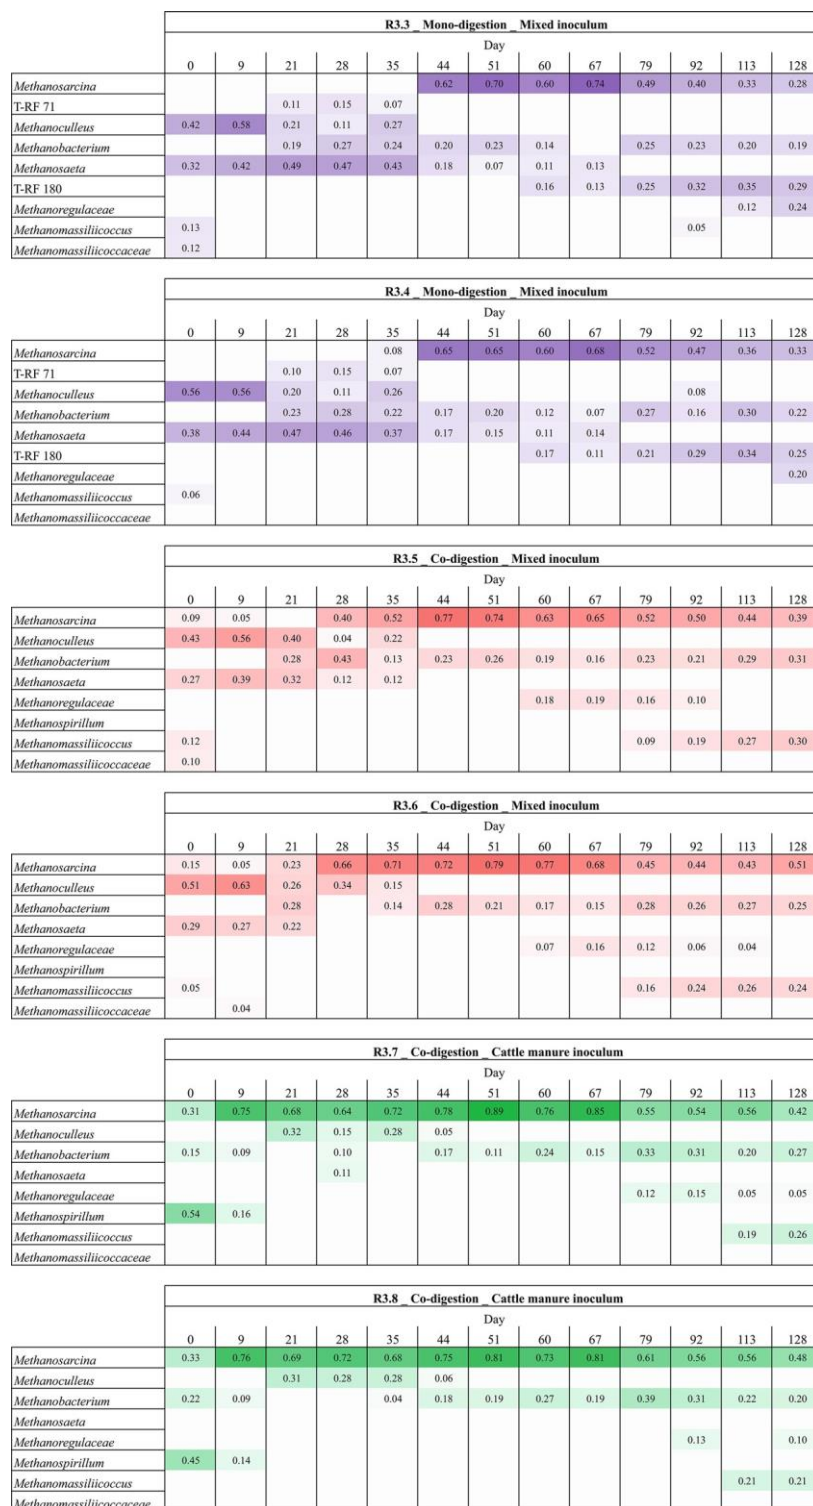 R3.3 _ Mono-digestion _ Mixed inoculum
Day
0 9 21 28 35 44 51 60 67 79 92 113 128
Methanosarcina 0.62 0.70 0.60 0.74 0.49 0.40 0.33 0.28
T-RF 71 0.11 0.15 0.07
Methanoculleus 0.42 0.58 0.21 0.11 0.27
Methanobacterium 0.19 0.27 0.24 0.20 0.23 0.14 0.25 0.23 0.20 0.19
Methanosaeta 0.32 0.42 0.49 0.47 0.43 0.18 0.07 0.11 0.13
T-RF 180 0.16 0.13 0.25 0.32 0.35 0.29
Methanoregulaceae 0.12 0.24
Methanomassiliicoccus 0.13 0.05
Methanomassiliicoccaceae 0.12
R3.4 _ Mono-digestion _ Mixed inoculum
Day
0 9 21 28 35 44 51 60 67 79 92 113 128
Methanosarcina 0.08 0.65 0.65 0.60 0.68 0.52 0.47 0.36 0.33
T-RF 71 0.10 0.15 0.07
Methanoculleus 0.56 0.56 0.20 0.11 0.26 0.08
Methanobacterium 0.23 0.28 0.22 0.17 0.20 0.12 0.07 0.27 0.16 0.30 0.22
Methanosaeta 0.38 0.44 0.47 0.46 0.37 0.17 0.15 0.11 0.14
T-RF 180 0.17 0.11 0.21 0.29 0.34 0.25
Methanoregulaceae 0.20
Methanomassiliicoccus 0.06
Methanomassiliicoccaceae
R3.5 _ Co-digestion _ Mixed inoculum
Day
0 9 21 28 35 44 51 60 67 79 92 113 128
Methanosarcina 0.09 0.05 0.40 0.52 0.77 0.74 0.63 0.65 0.52 0.50 0.44 0.39
Methanoculleus 0.43 0.56 0.40 0.04 0.22
Methanobacterium 0.28 0.43 0.13 0.23 0.26 0.19 0.16 0.23 0.21 0.29 0.31
Methanosaeta 0.27 0.39 0.32 0.12 0.12
Methanoregulaceae 0.18 0.19 0.16 0.10
Methanospirillum
Methanomassiliicoccus 0.12 0.09 0.19 0.27 0.30
Methanomassiliicoccaceae 0.10
R3.6 _ Co-digestion _ Mixed inoculum
Day
0 9 21 28 35 44 51 60 67 79 92 113 128
Methanosarcina 0.15 0.05 0.23 0.66 0.71 0.72 0.79 0.77 0.68 0.45 0.44 0.43 0.51
Methanoculleus 0.51 0.63 0.26 0.34 0.15
Methanobacterium 0.28 0.14 0.28 0.21 0.17 0.15 0.28 0.26 0.27 0.25
Methanosaeta 0.29 0.27 0.22
Methanoregulaceae 0.07 0.16 0.12 0.06 0.04
Methanospirillum
Methanomassiliicoccus 0.05 0.16 0.24 0.26 0.24
Methanomassiliicoccaceae 0.04
R3.7 _ Co-digestion _ Cattle manure inoculum
Day
0 9 21 28 35 44 51 60 67 79 92 113 128
Methanosarcina 0.31 0.75 0.68 0.64 0.72 0.78 0.89 0.76 0.85 0.55 0.54 0.56 0.42
Methanoculleus 0.32 0.15 0.28 0.05
Methanobacterium 0.15 0.09 0.10 0.17 0.11 0.24 0.15 0.33 0.31 0.20 0.27
Methanosaeta 0.11
Methanoregulaceae 0.12 0.15 0.05 0.05
Methanospirillum 0.54 0.16
Methanomassiliicoccus 0.19 0.26
Methanomassiliicoccaceae
R3.8 _ Co-digestion _ Cattle manure inoculum
Day
0 9 21 28 35 44 51 60 67 79 92 113 128
Methanosarcina 0.33 0.76 0.69 0.72 0.68 0.75 0.81 0.73 0.81 0.61 0.56 0.56 0.48
Methanoculleus 0.31 0.28 0.28 0.06
Methanobacterium 0.22 0.09 0.04 0.18 0.19 0.27 0.19 0.39 0.31 0.22 0.20
Methanosaeta
Methanoregulaceae 0.13 0.10
Methanospirillum 0.45 0.14
Methanomassiliicoccus 0.21 0.21
Methanomassiliicoccaceae